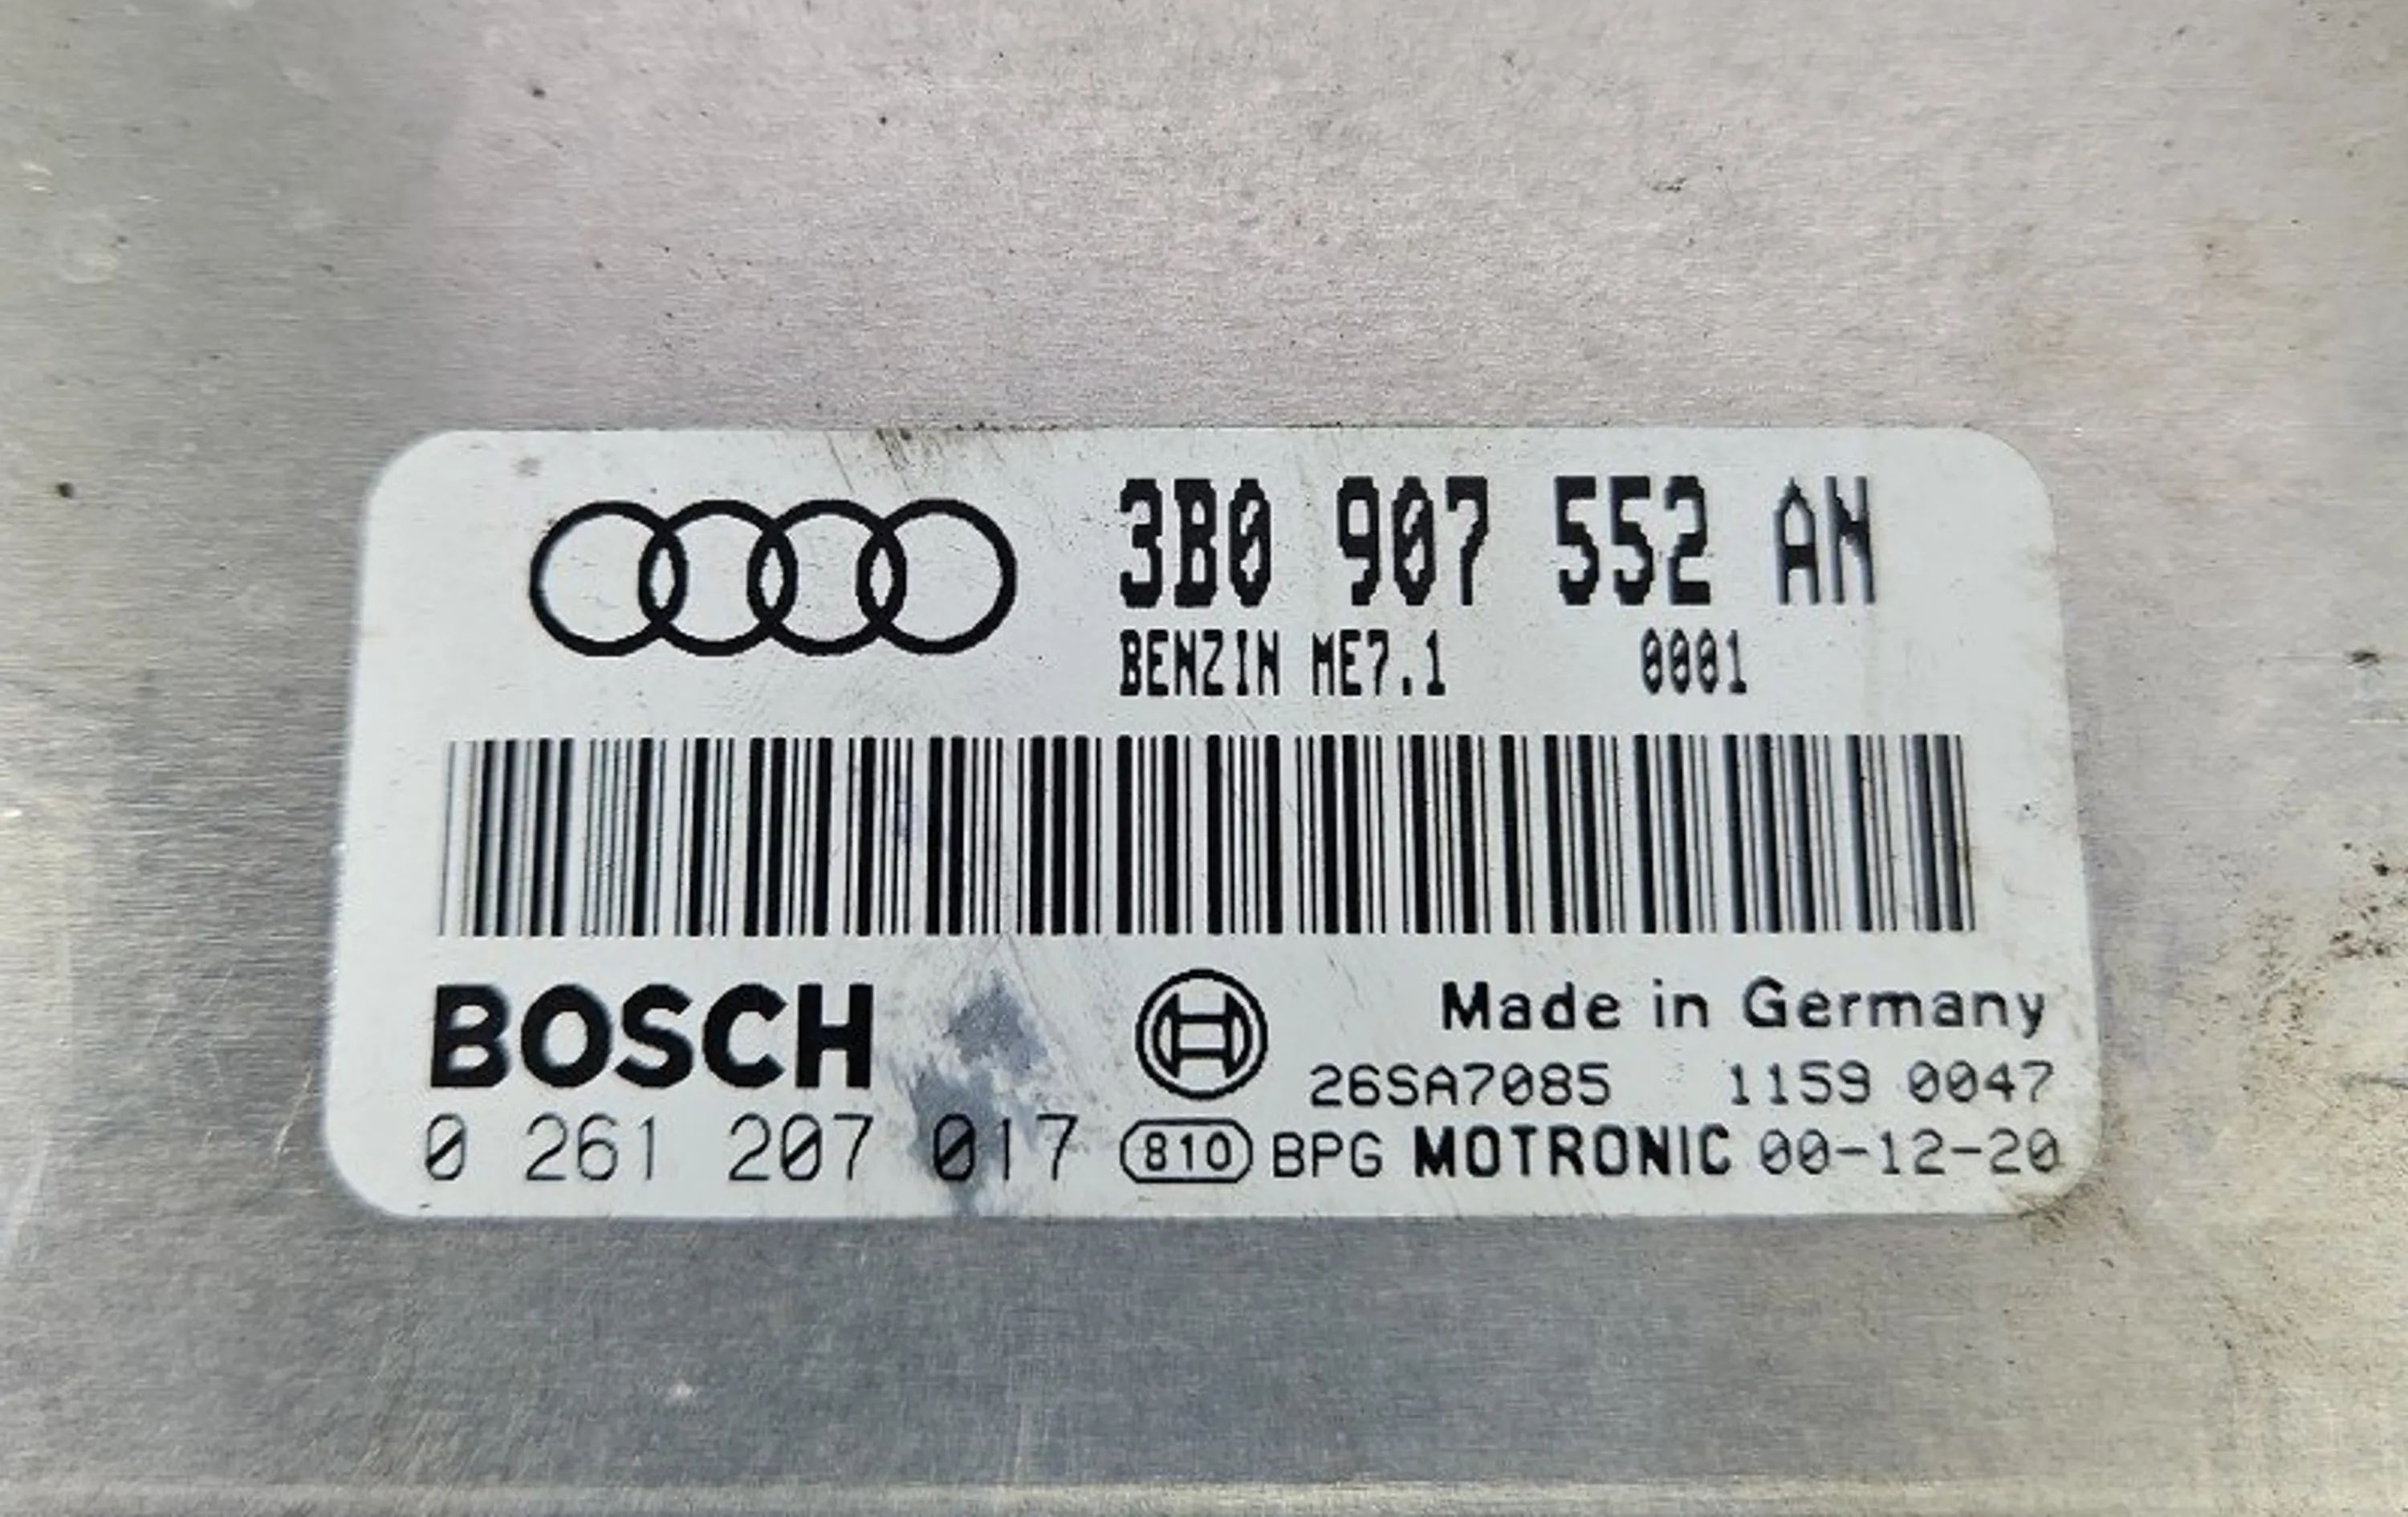 3B0 907 552 AN
BENZIN ME7.1 0001
BOSCH
Made in Germany
26SA7085 1159 0047
0 261 207 017 810 BPG MOTRONIC 00-12-20